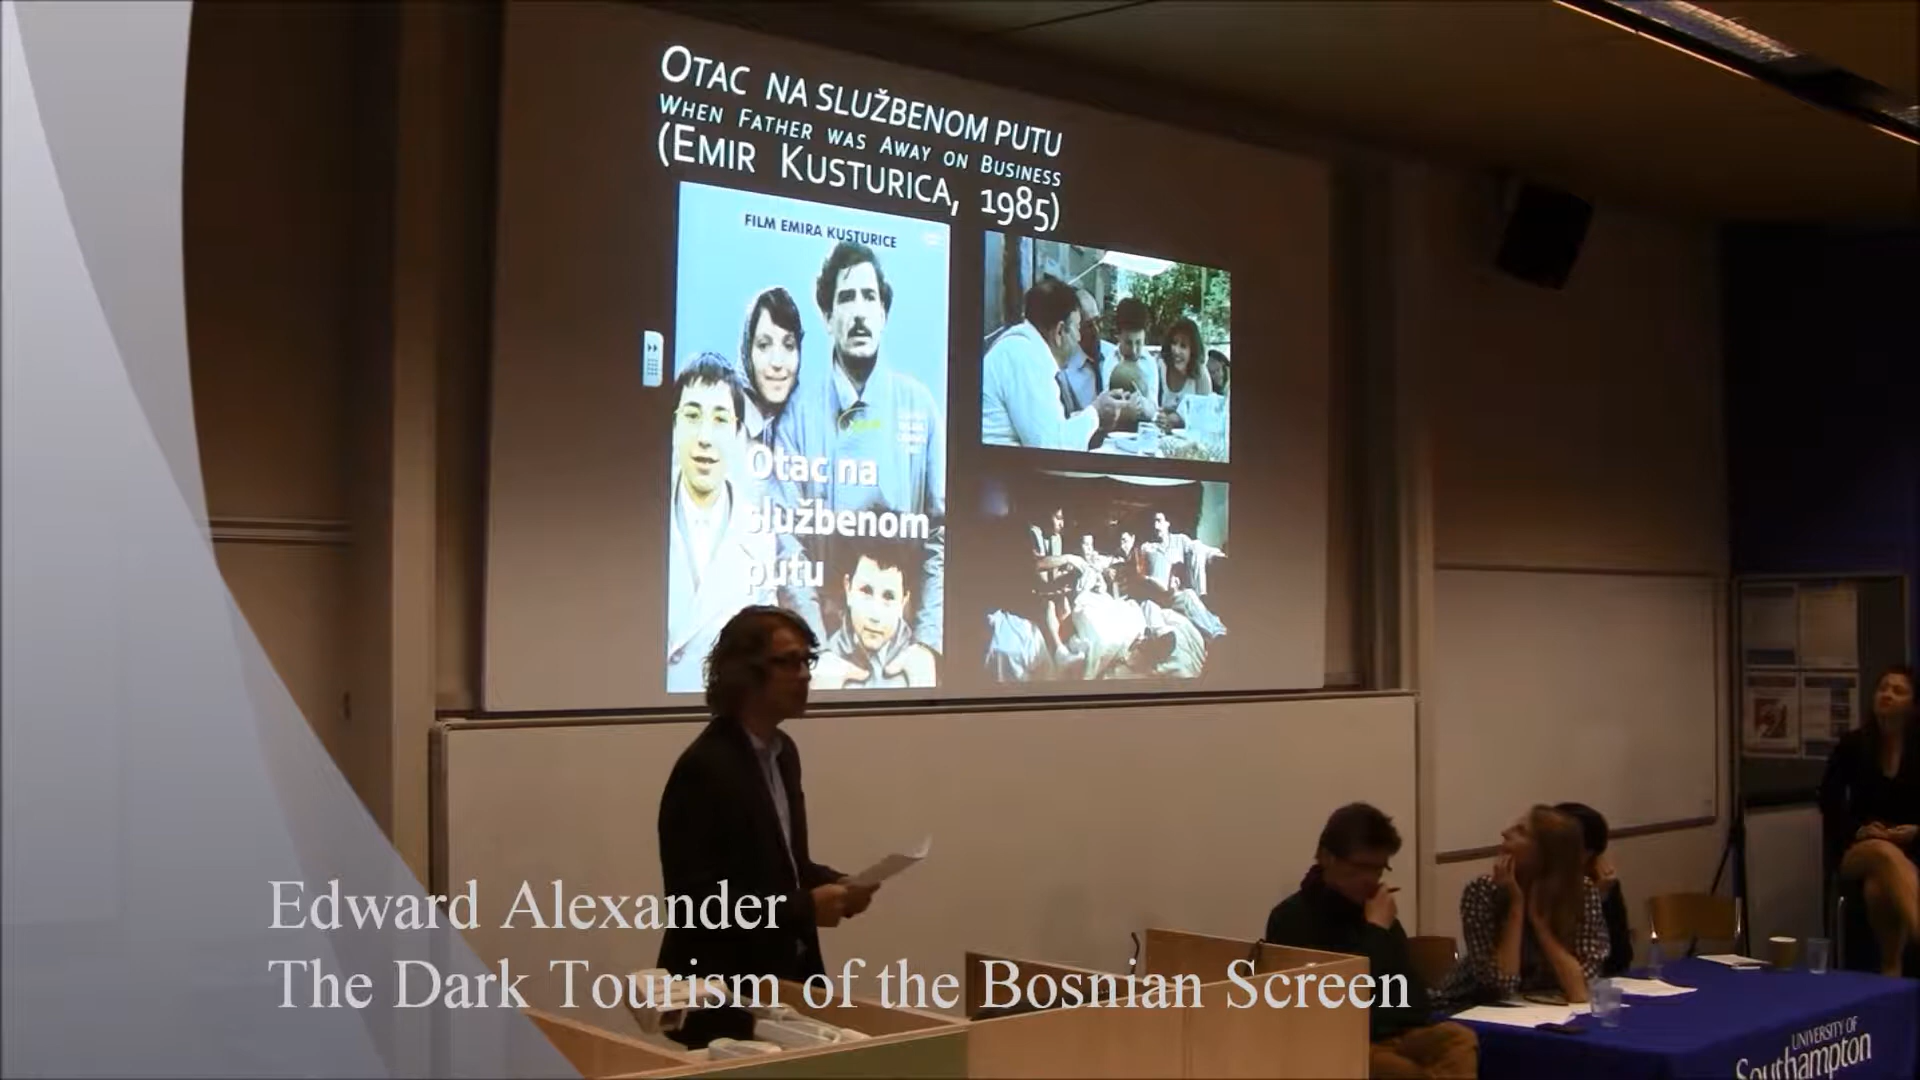 OTAC NA SLUŽBENOM PUTU
WHEN FATHER WAS AWAY ON BUSINESS
(EMIR KUSTURICA, 1985)
FILM EMIRA KUSTURICE
Otac na
službenom
putu
Edward Alexander
The Dark Tourism of the Bosnian Screen
UNIVERSITY OF
Southampton